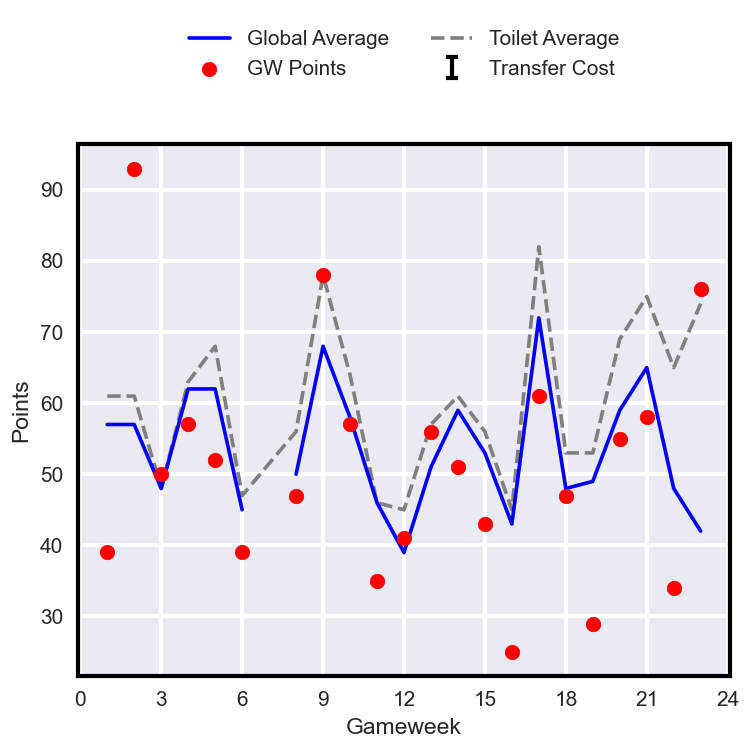 Global Average
Toilet Average
GW Points
Transfer Cost
90
80
70
60
50
40
30
Points
0 3 6 9 12 15 18 21 24
Gameweek